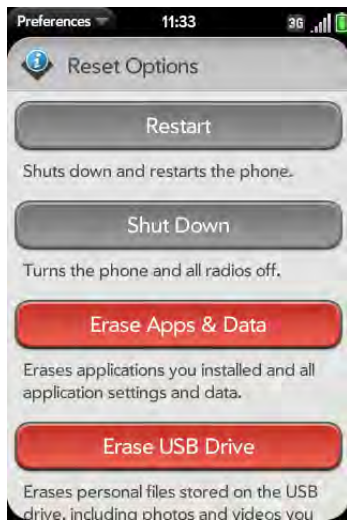 Preferences 11:33 3G
Reset Options
Restart
Shuts down and restarts the phone.
Shut Down
Turns the phone and all radios off.
Erase Apps & Data
Erases applications you installed and all
application settings and data.
Erase USB Drive
Erases personal files stored on the USB
drive, including photos and videos you